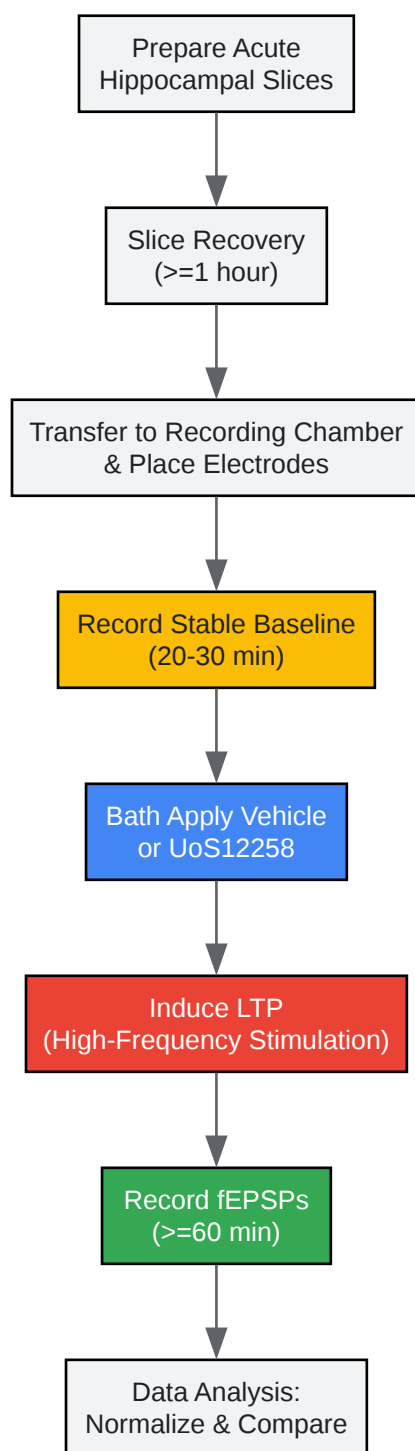 Prepare Acute
Hippocampal Slices
Slice Recovery
(>=1 hour)
Transfer to Recording Chamber
& Place Electrodes
Record Stable Baseline
(20-30 min)
Bath Apply Vehicle
or UoS12258
Induce LTP
(High-Frequency Stimulation)
Record fEPSPs
(>=60 min)
Data Analysis:
Normalize & Compare